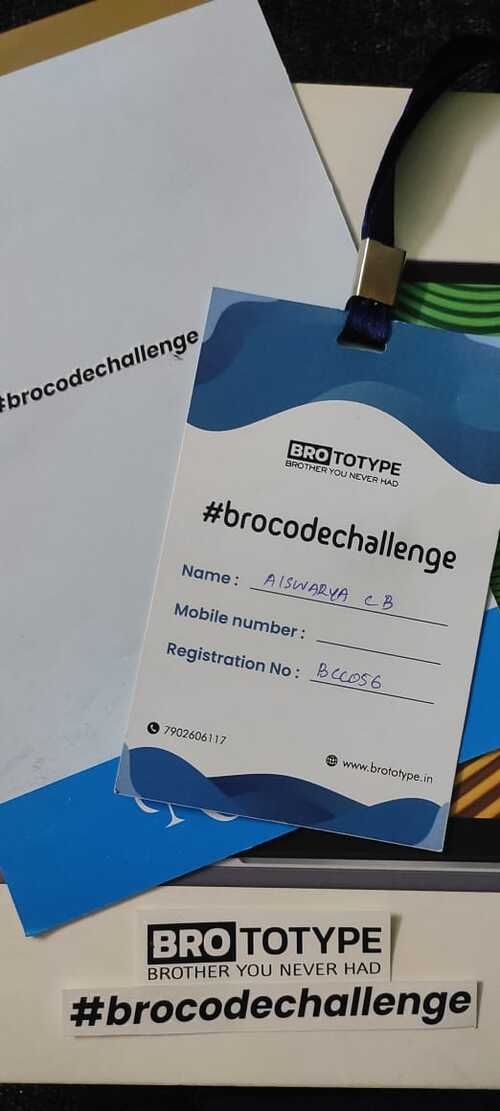 #brocodechallenge
BROTOTYPE
BROTHER YOU NEVER HAD
#brocodechallenge
Name : AISWARYA C B
Mobile number :
Registration No : BCC056
7902606117
www.brototype.in
BROTOTYPE
BROTHER YOU NEVER HAD
#brocodechallenge